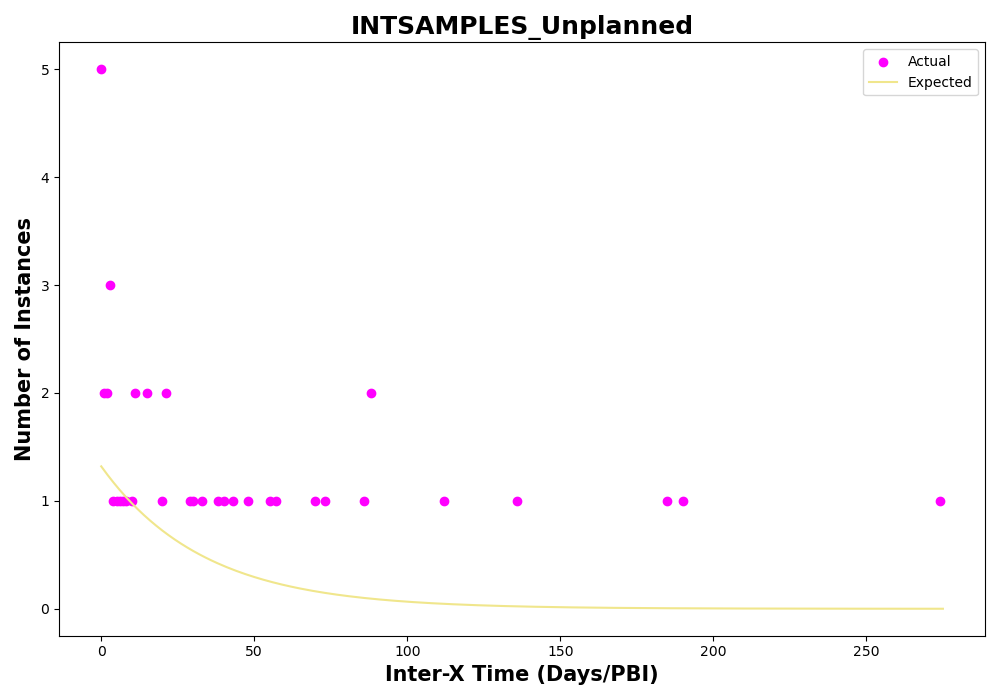 INTSAMPLES_Unplanned
Actual
Expected
5
4
3
2
1
0
Number of Instances
0 50 100 150 200 250
Inter-X Time (Days/PBI)